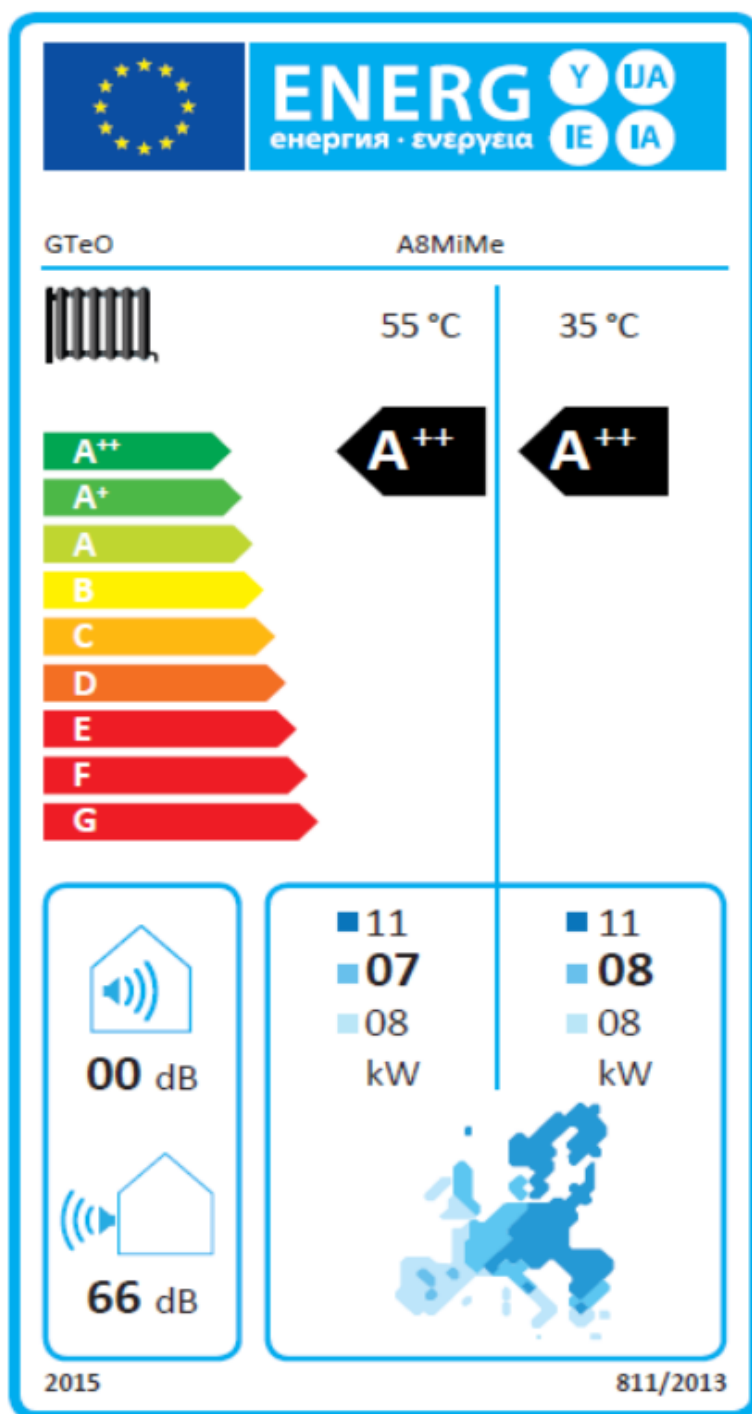 ENERG Y IJA
енергия · ενεργεια IE IA
GTeO A8MiMe
55 °C 35 °C
A++ A++ A++
A+
A
B
C
D
E
F
G
11 11
07 08
08 08
kW kW
00 dB
66 dB
2015 811/2013